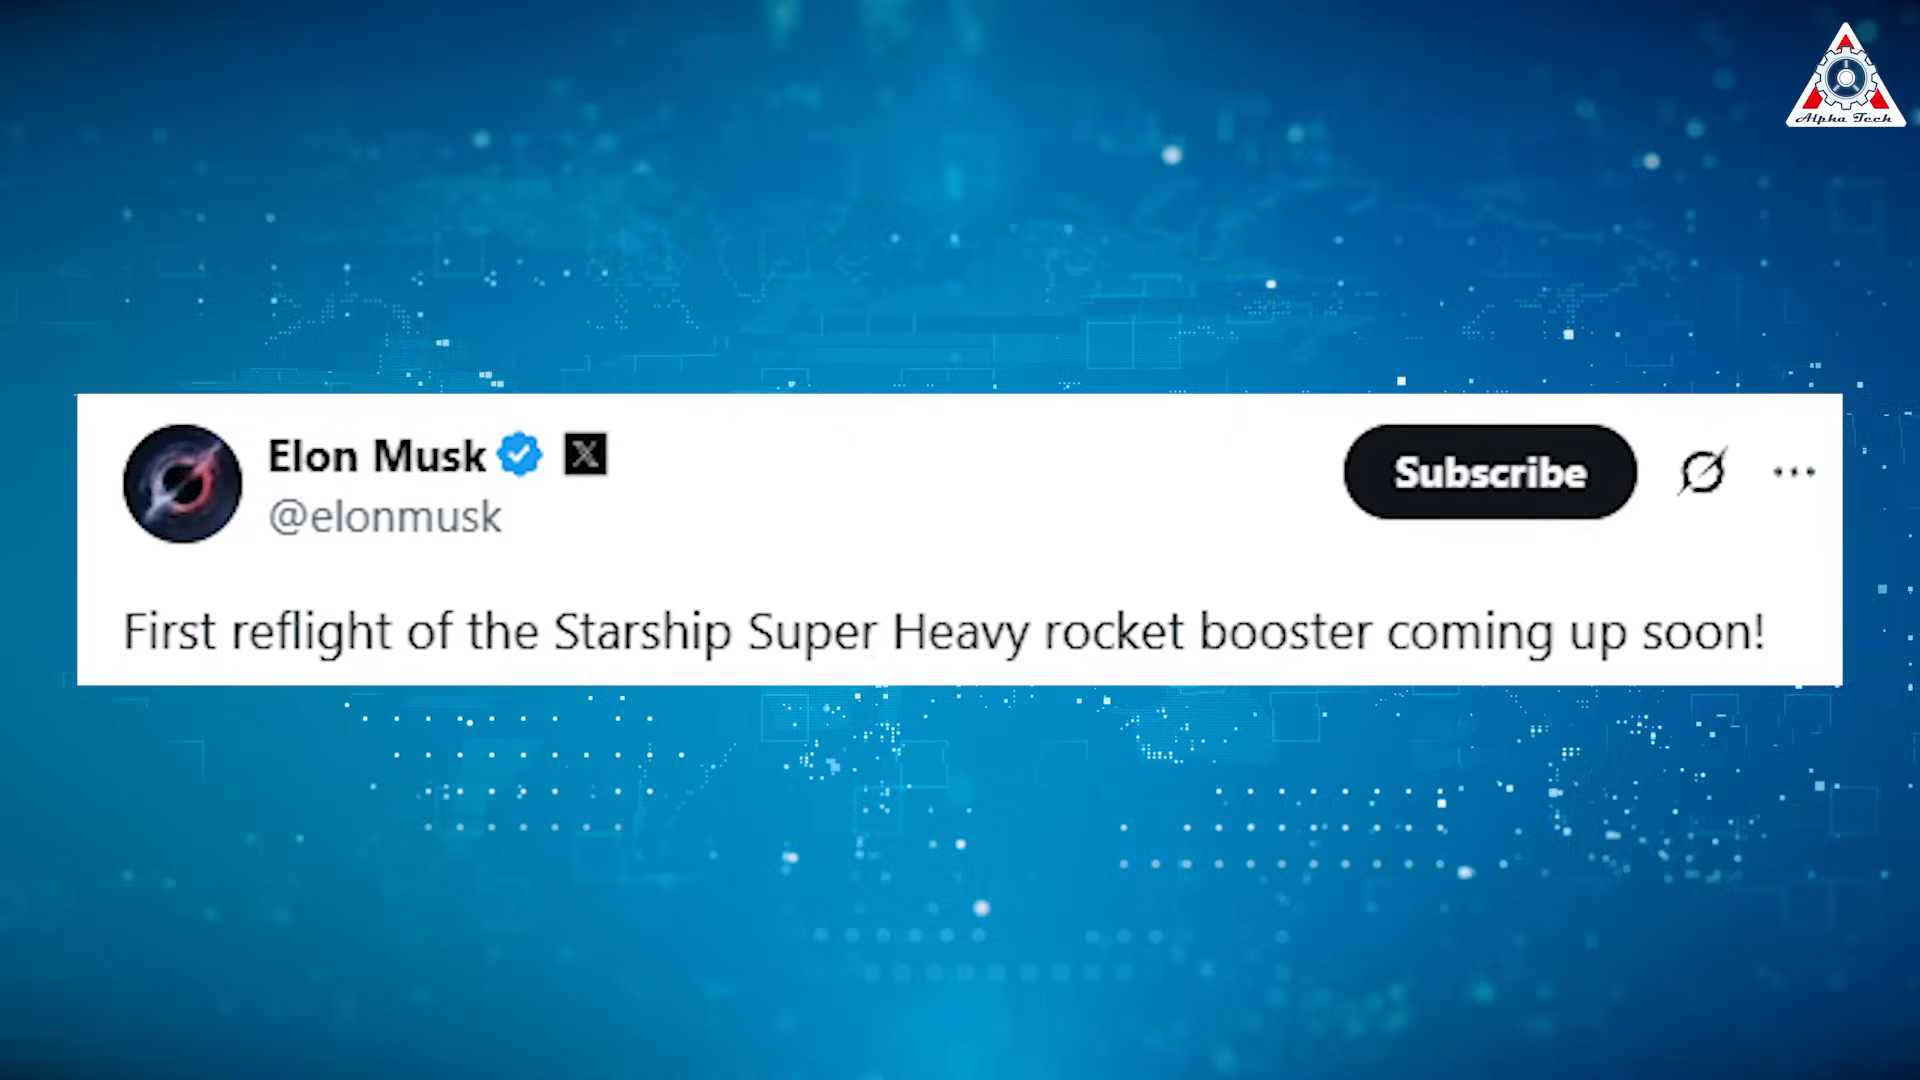 Alpha Tech
Elon Musk
Subscribe
@elonmusk
First reflight of the Starship Super Heavy rocket booster coming up soon!